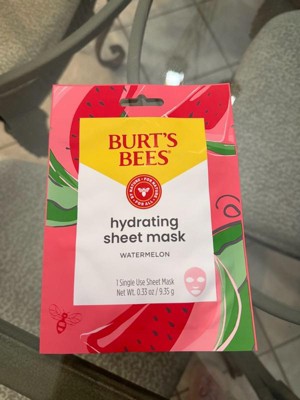 BURT'S
BEES®
hydrating
sheet mask
WATERMELON
1 Single Use Sheet Mask
Net Wt. 0.33 oz / 9.35 g